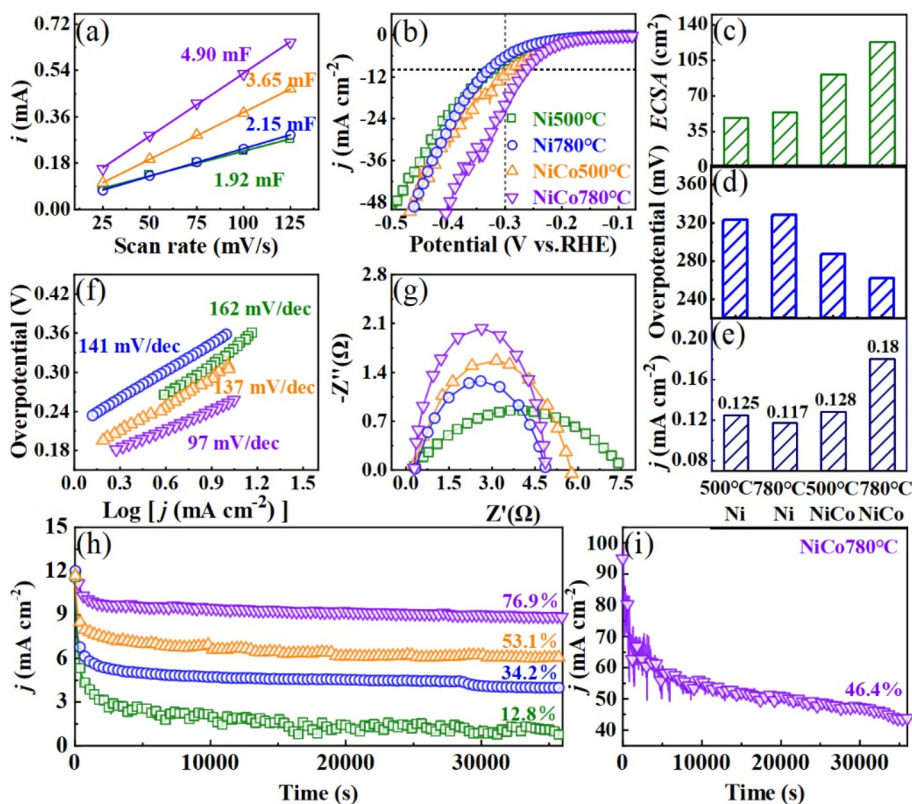 (a)
i (mA)
0.72
0.54
0.36
0.18
0.00
4.90 mF
3.65 mF
2.15 mF
1.92 mF
25 50 75 100 125
Scan rate (mV/s)
(b)
j (mA cm-2)
0
-12
-24
-36
-48
Ni500°C
Ni780°C
NiCo500°C
NiCo780°C
-0.5 -0.4 -0.3 -0.2 -0.1
Potential (V vs.RHE)
(c)
ECSA (cm2)
135
90
45
0
(d)
Overpotential (mV)
360
320
280
240
(e)
j (mA cm-2)
0.20
0.16
0.12
0.08
0.125
0.117
0.128
0.18
500°C 780°C 500°C 780°C
Ni Ni NiCo NiCo
(f)
Overpotential (V)
0.42
0.36
0.30
0.24
0.18
162 mV/dec
141 mV/dec
137 mV/dec
97 mV/dec
0.0 0.3 0.6 0.9 1.2 1.5
Log [ j (mA cm-2) ]
(g)
-Z''(Ω)
-2.8
-2.1
-1.4
-0.7
0.0
0.0 1.5 3.0 4.5 6.0 7.5
Z'(Ω)
(h)
j (mA cm-2)
15
12
9
6
3
0
76.9%
53.1%
34.2%
12.8%
0 10000 20000 30000
Time (s)
(i)
NiCo780°C
j (mA cm-2)
100
90
80
70
60
50
40
46.4%
0 10000 20000 30000
Time (s)